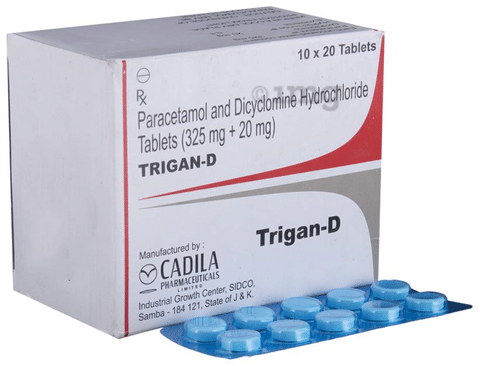 10 x 20 Tablets
Rx
Paracetamol and Dicyclomine Hydrochloride
Tablets (325 mg + 20 mg)
TRIGAN-D
1mg
Trigan-D
Manufactured by :
CADILA
PHARMACEUTICALS
LIMITED
Industrial Growth Center, SIDCO,
Samba - 184 121, State of J & K.